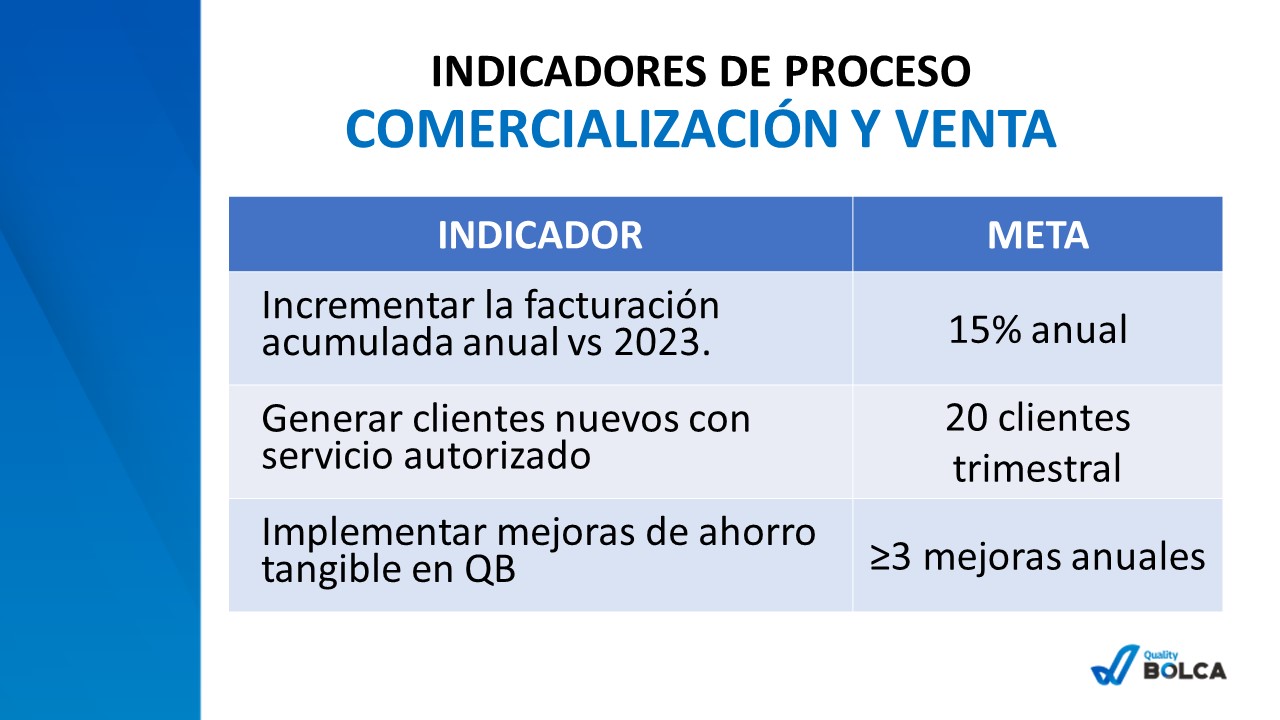 INDICADORES DE PROCESO
COMERCIALIZACIÓN Y VENTA
INDICADOR
META
Incrementar la facturación
acumulada anual vs 2023.
15% anual
Generar clientes nuevos con
servicio autorizado
20 clientes
trimestral
Implementar mejoras de ahorro
tangible en QB
≥3 mejoras anuales
Quality
BOLCA